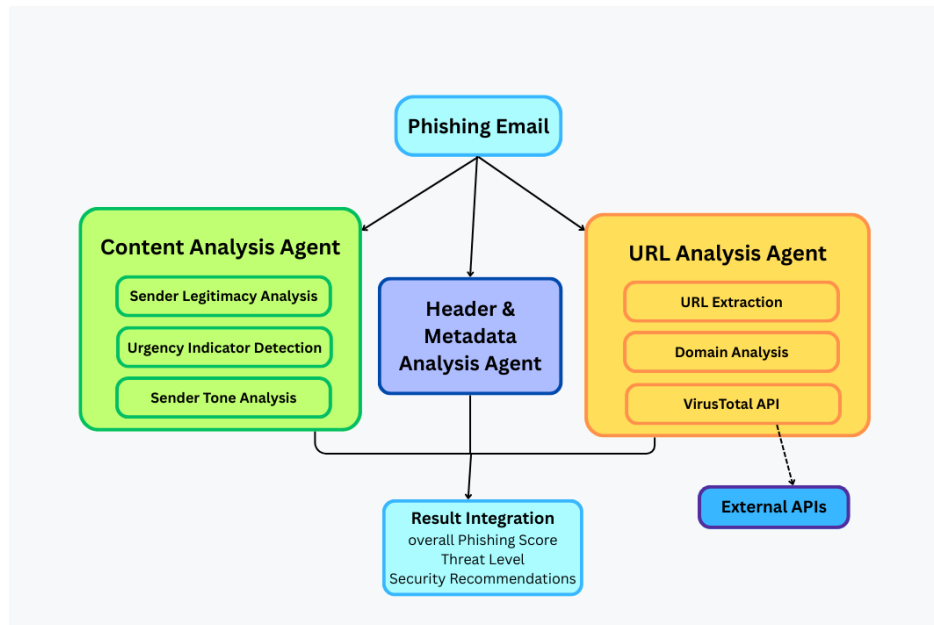 Phishing Email
Content Analysis Agent
Sender Legitimacy Analysis
Urgency Indicator Detection
Sender Tone Analysis
Header &
Metadata
Analysis Agent
URL Analysis Agent
URL Extraction
Domain Analysis
VirusTotal API
External APIs
Result Integration
overall Phishing Score
Threat Level
Security Recommendations